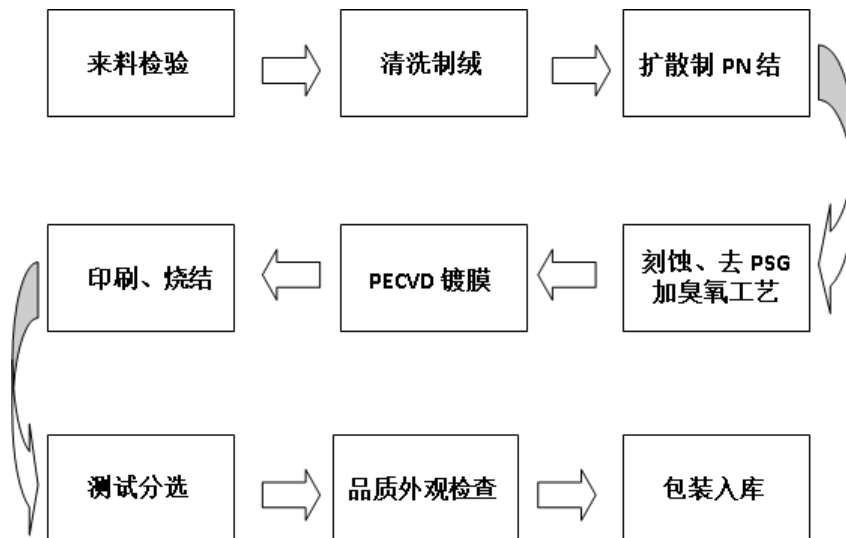 来料检验
清洗制绒
扩散制 PN 结
刻蚀、去 PSG
加臭氧工艺
PECVD 镀膜
印刷、烧结
测试分选
品质外观检查
包装入库